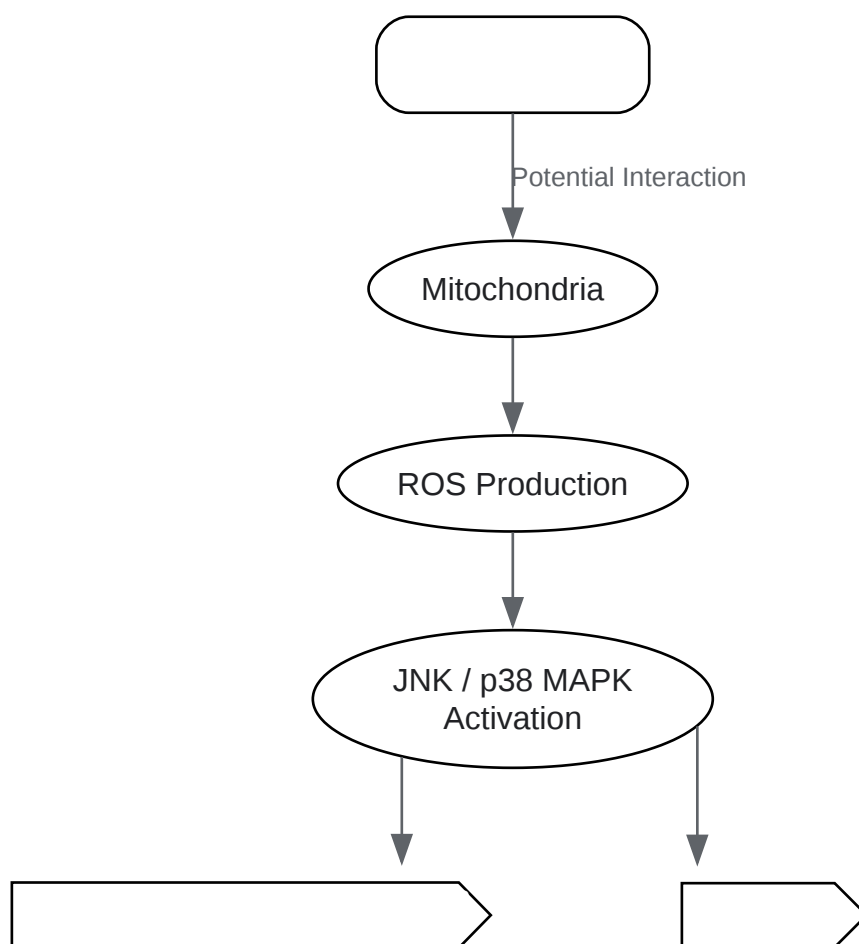 Potential Interaction
Mitochondria
ROS Production
JNK / p38 MAPK
Activation